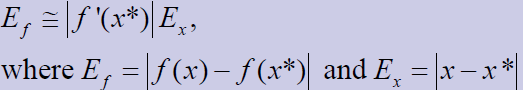 E_f ≅ |f '(x*)| E_x,
where E_f = |f(x) − f(x*)| and E_x = |x − x*|